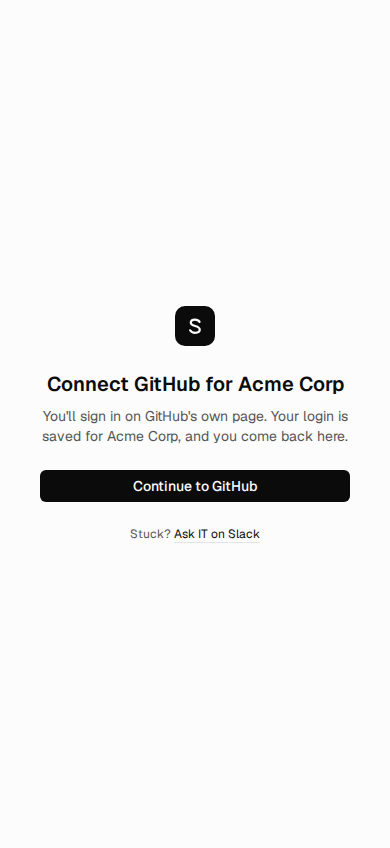 S
Connect GitHub for Acme Corp
You'll sign in on GitHub's own page. Your login is
saved for Acme Corp, and you come back here.
Continue to GitHub
Stuck? Ask IT on Slack